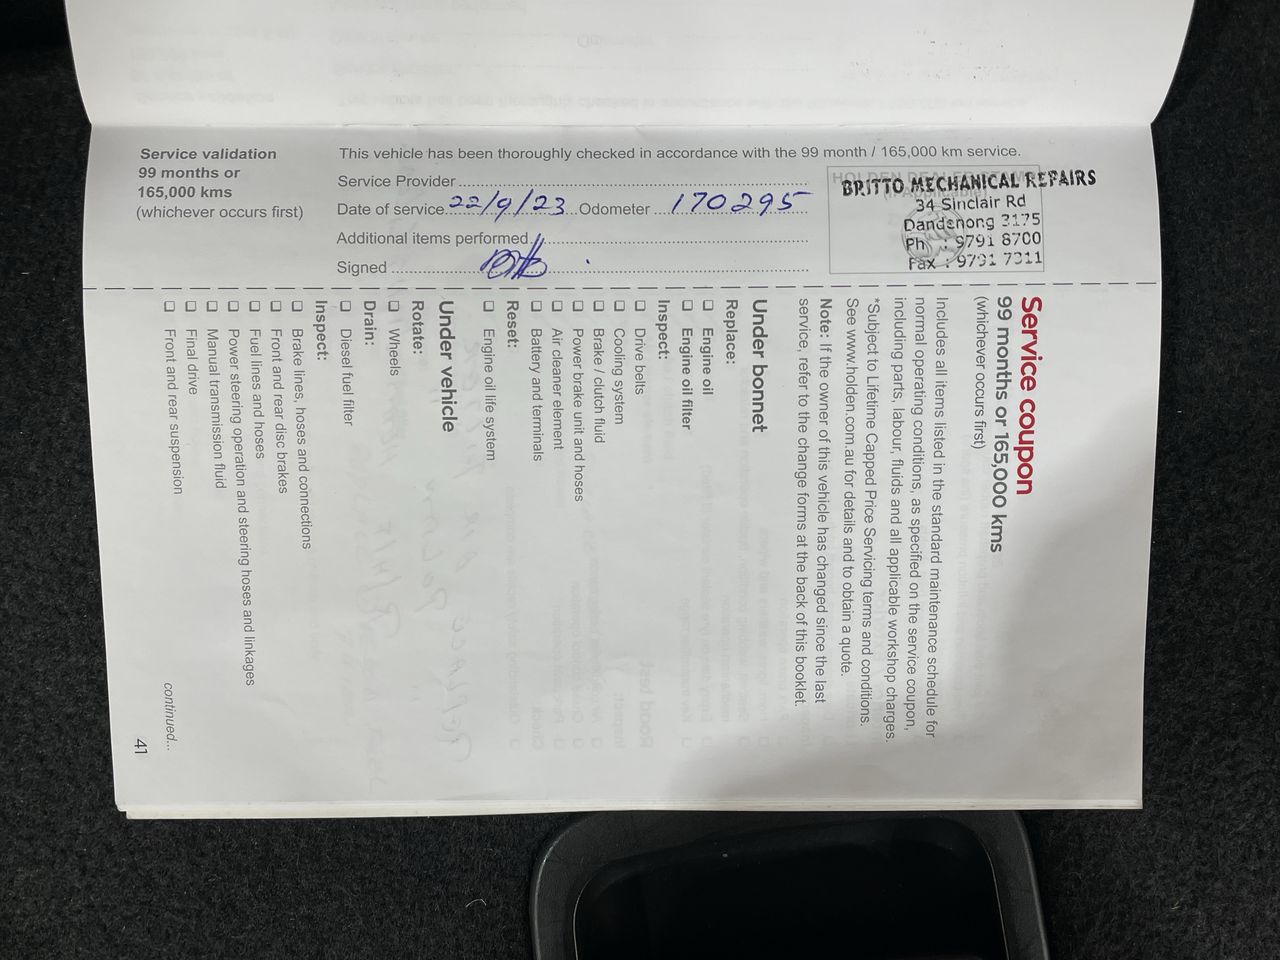 Service validation
99 months or
165,000 kms
(whichever occurs first)
This vehicle has been thoroughly checked in accordance with the 99 month / 165,000 km service.
Service Provider
Date of service 22/9/23 Odometer 170295
Additional items performed
Signed
HOLDEN DEALER STAMP
BRITTO MECHANICAL REPAIRS
34 Sinclair Rd
Dandenong 3175
Ph : 9791 8700
Fax : 9791 7311
Service coupon
99 months or 165,000 kms
(whichever occurs first)
Includes all items listed in the standard maintenance schedule for
normal operating conditions, as specified on the service coupon,
including parts, labour, fluids and all applicable workshop charges.
*Subject to Lifetime Capped Price Servicing terms and conditions.
See www.holden.com.au for details and to obtain a quote.
Note: If the owner of this vehicle has changed since the last
service, refer to the change forms at the back of this booklet.
Under bonnet
Replace:
Engine oil
Engine oil filter
Inspect:
Drive belts
Cooling system
Brake / clutch fluid
Power brake unit and hoses
Air cleaner element
Battery and terminals
Reset:
Engine oil life system
Under vehicle
Rotate:
Wheels
Drain:
Diesel fuel filter
Inspect:
Brake lines, hoses and connections
Front and rear disc brakes
Fuel lines and hoses
Power steering operation and steering hoses and linkages
Manual transmission fluid
Final drive
Front and rear suspension
continued...
41